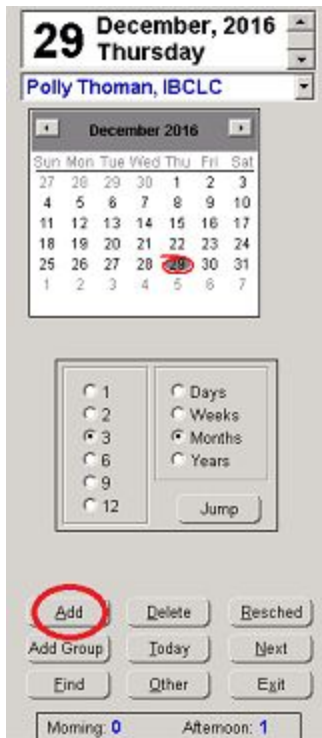 29 December, 2016
Thursday
Polly Thoman, IBCLC
December 2016
Sun Mon Tue Wed Thu Fri Sat
27 28 29 30 1 2 3
4 5 6 7 8 9 10
11 12 13 14 15 16 17
18 19 20 21 22 23 24
25 26 27 28 29 30 31
1 2 3 4 5 6 7
1 Days
2 Weeks
3 Months
6 Years
9
12 Jump
Add Delete Resched
Add Group Today Next
Find Other Exit
Morning: 0 Afternoon: 1